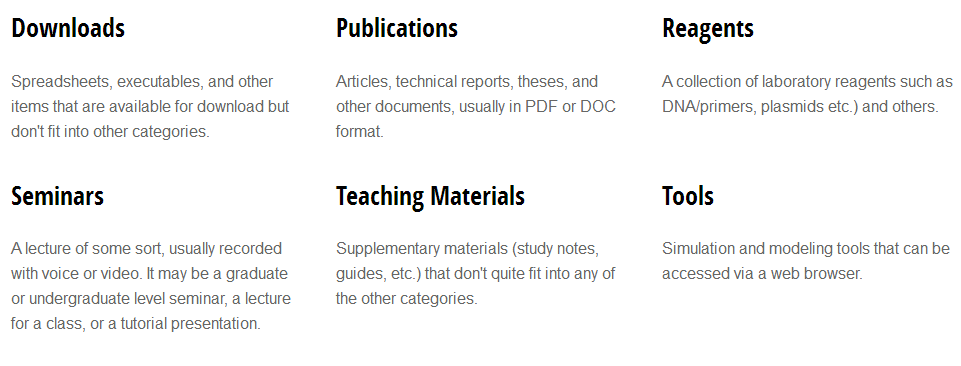 Downloads
Spreadsheets, executables, and other
items that are available for download but
don't fit into other categories.
Publications
Articles, technical reports, theses, and
other documents, usually in PDF or DOC
format.
Reagents
A collection of laboratory reagents such as
DNA/primers, plasmids etc.) and others.
Seminars
A lecture of some sort, usually recorded
with voice or video. It may be a graduate
or undergraduate level seminar, a lecture
for a class, or a tutorial presentation.
Teaching Materials
Supplementary materials (study notes,
guides, etc.) that don't quite fit into any of
the other categories.
Tools
Simulation and modeling tools that can be
accessed via a web browser.